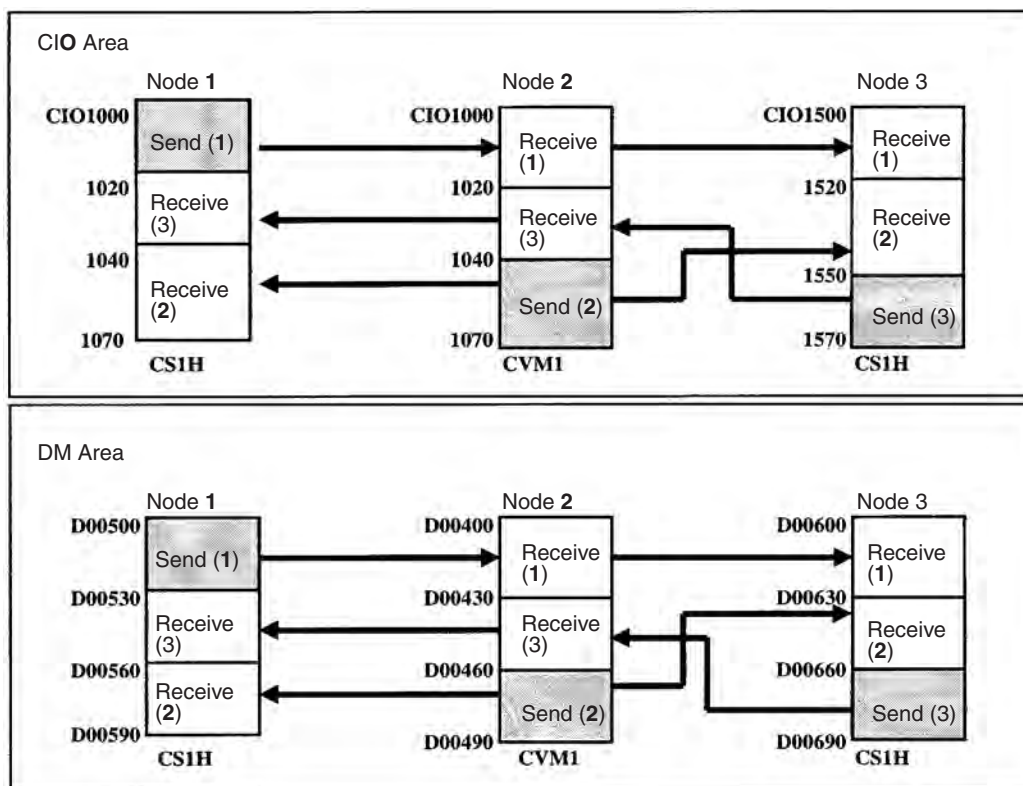 CIO Area
Node 1
Node 2
Node 3
CIO1000
CIO1000
CIO1500
Send (1)
Receive
(1)
Receive
(1)
1020
1020
1520
Receive
(3)
Receive
(3)
Receive
(2)
1040
1040
1550
Receive
(2)
Send (2)
Send (3)
1070
1070
1570
CS1H
CVM1
CS1H
DM Area
Node 1
Node 2
Node 3
D00500
D00400
D00600
Send (1)
Receive
(1)
Receive
(1)
D00530
D00430
D00630
Receive
(3)
Receive
(3)
Receive
(2)
D00560
D00460
D00660
Receive
(2)
Send (2)
Send (3)
D00590
D00490
D00690
CS1H
CVM1
CS1H